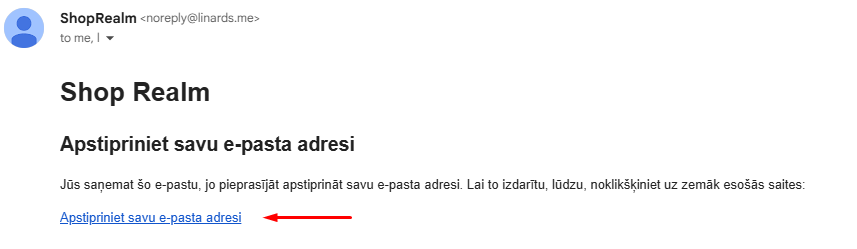 ShopRealm <noreply@linards.me>
to me, I
Shop Realm
Apstipriniet savu e-pasta adresi
Jūs saņemat šo e-pastu, jo pieprasījāt apstiprināt savu e-pasta adresi. Lai to izdarītu, lūdzu, noklikšķiniet uz zemāk esošās saites:
Apstipriniet savu e-pasta adresi